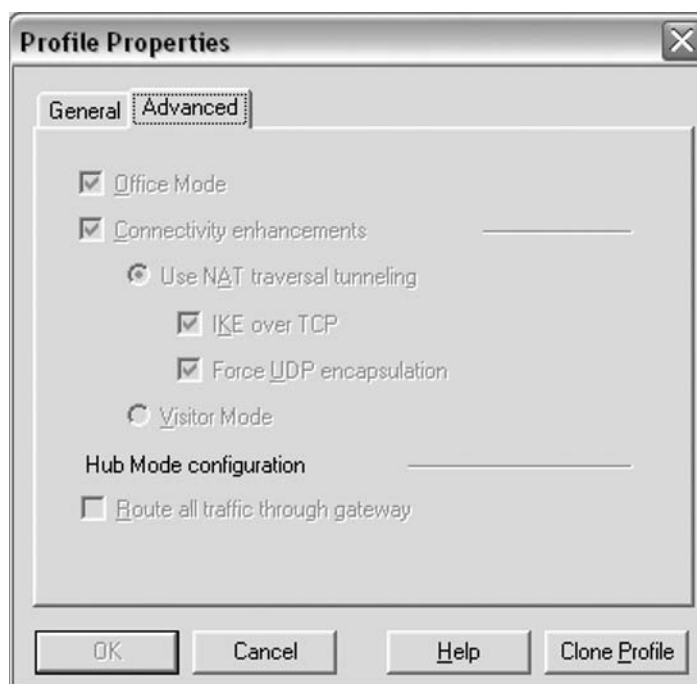 Profile Properties
General Advanced
Office Mode
Connectivity enhancements
Use NAT traversal tunneling
IKE over TCP
Force UDP encapsulation
Visitor Mode
Hub Mode configuration
Route all traffic through gateway
OK Cancel Help Clone Profile